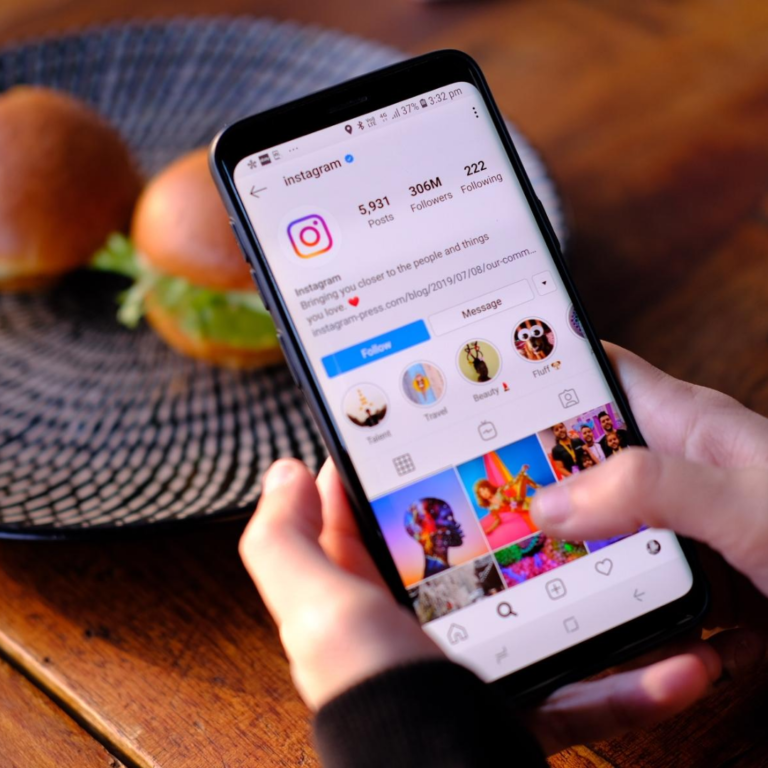 37% 3:32 pm
instagram
5,931 306M 222
Posts Followers Following
Instagram
Bringing you closer to the people and things
you love. ❤️
instagram-press.com/blog/2019/07/08/our-comm...
Follow Message
Talent Travel Beauty Fluff